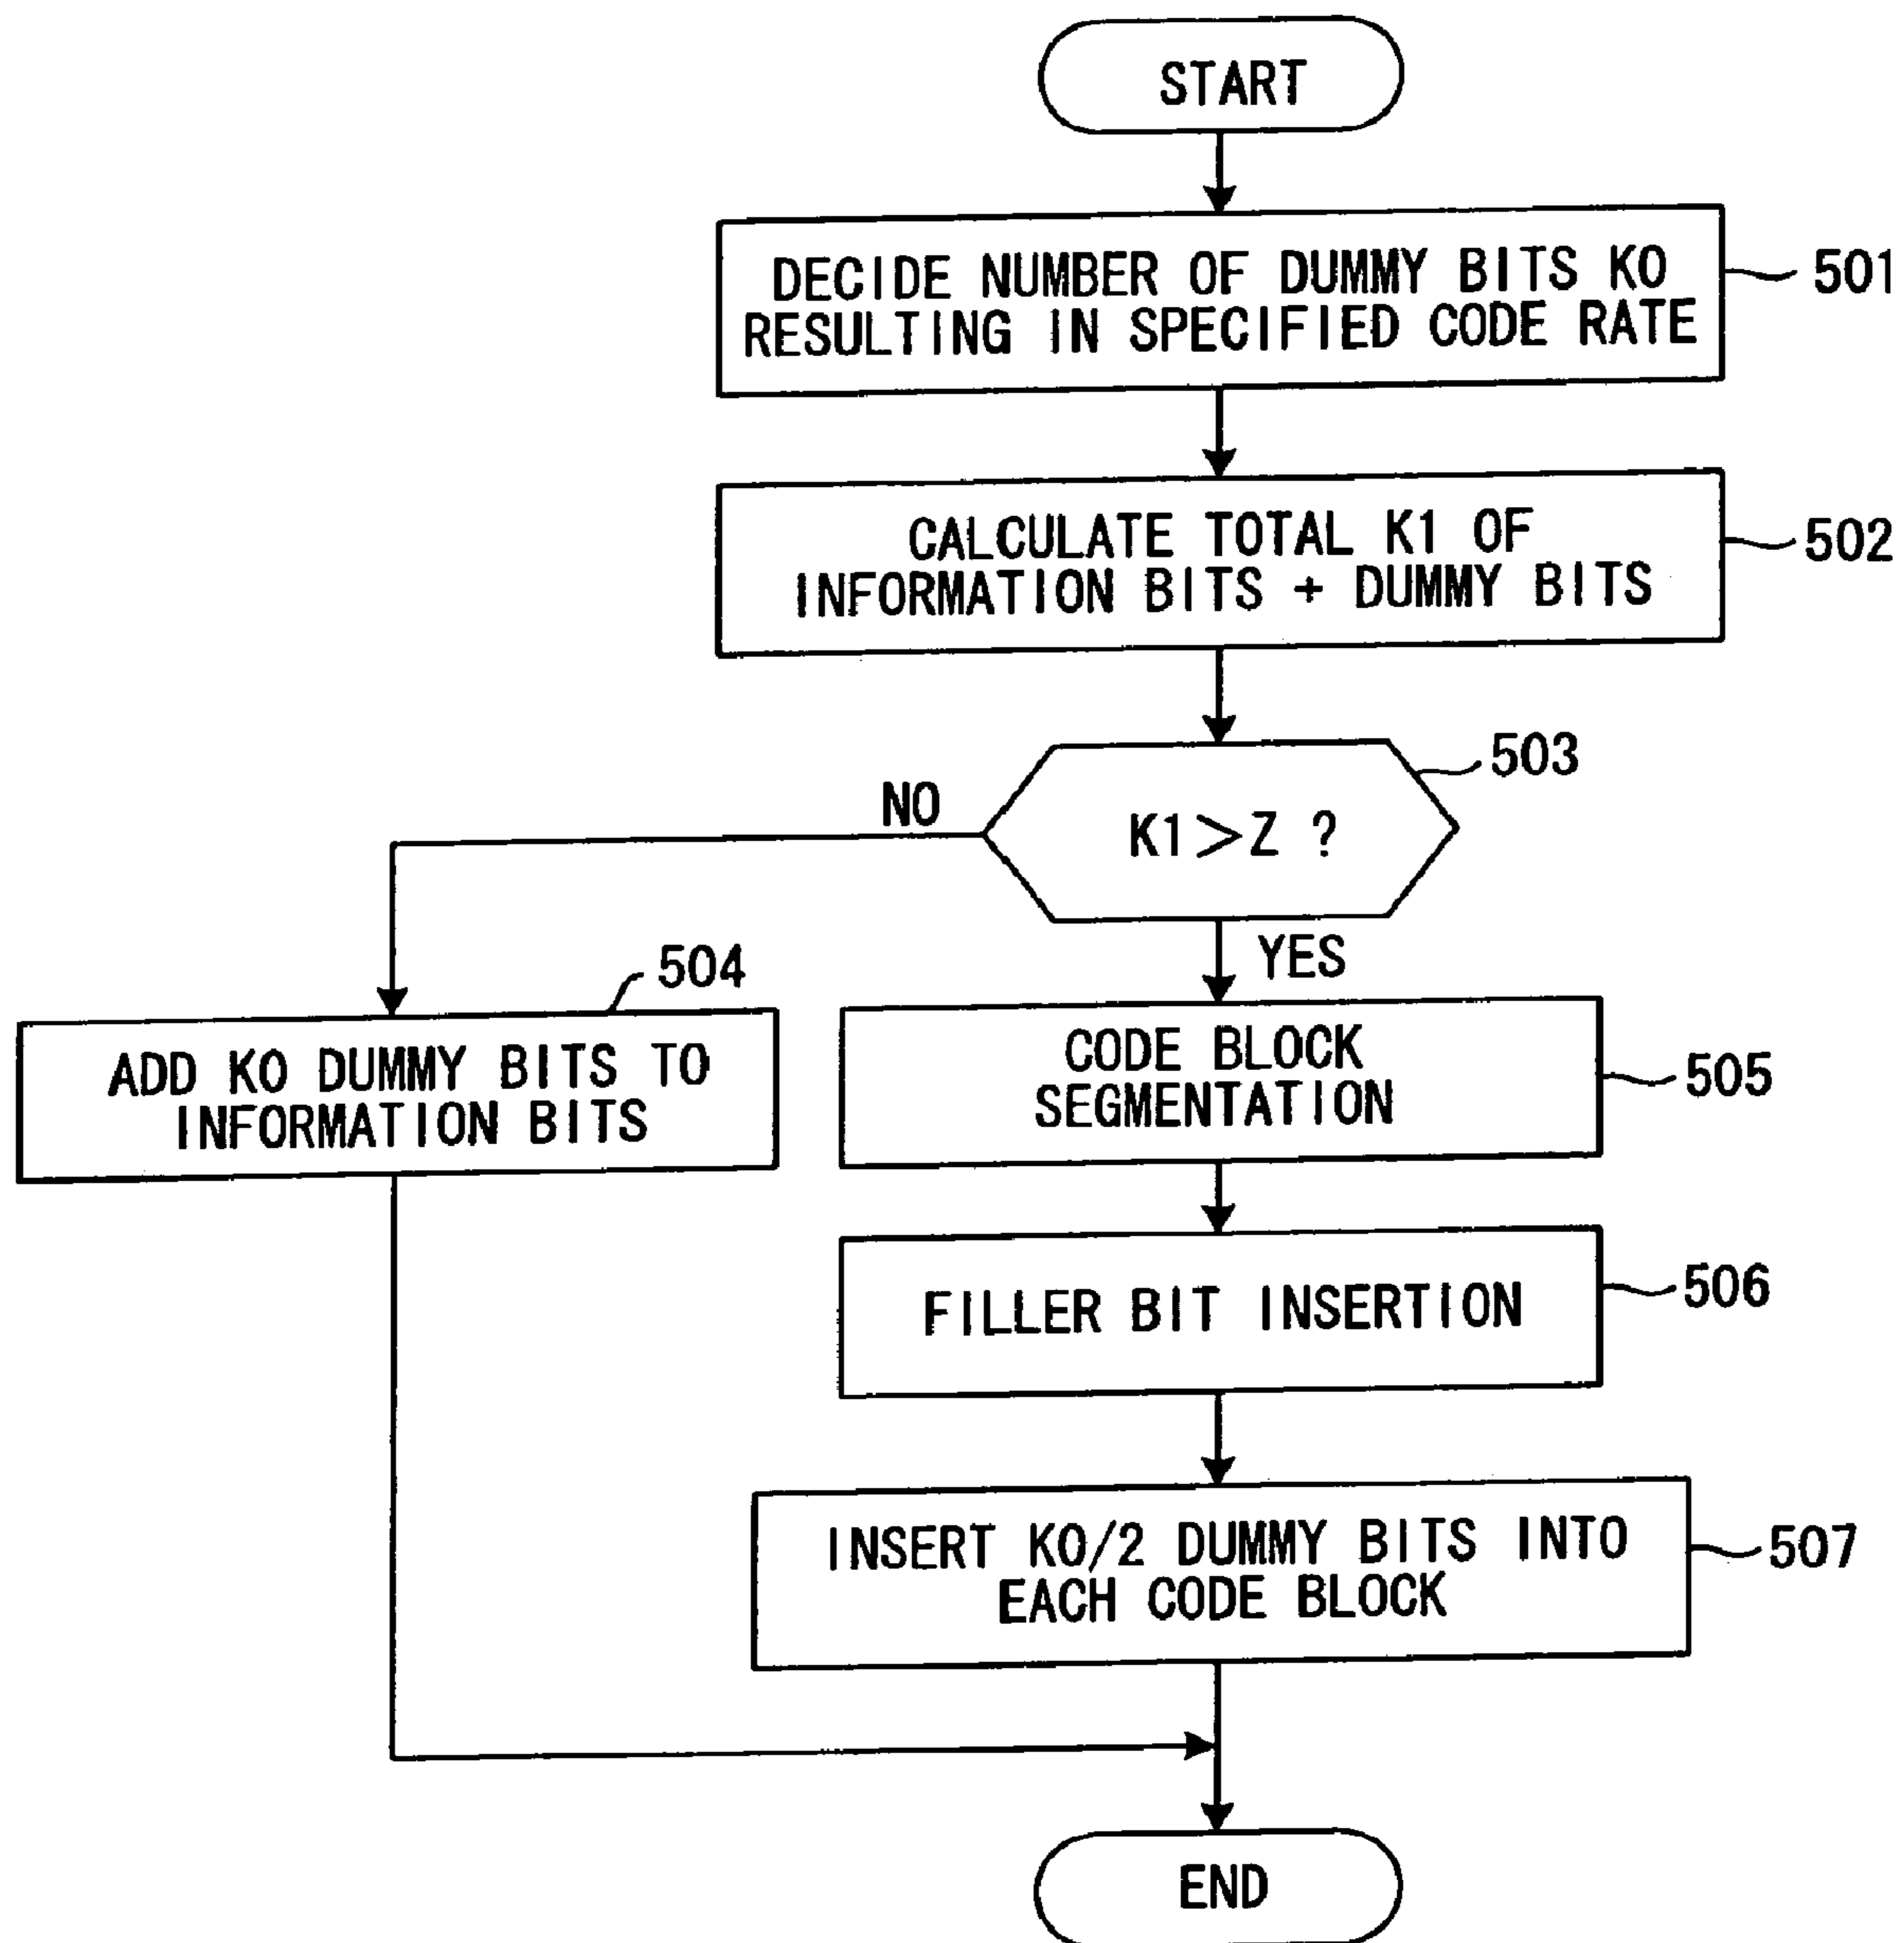 START
DECIDE NUMBER OF DUMMY BITS K0
RESULTING IN SPECIFIED CODE RATE
501
CALCULATE TOTAL K1 OF
INFORMATION BITS + DUMMY BITS
502
503
NO
K1>Z ?
YES
504
ADD K0 DUMMY BITS TO
INFORMATION BITS
CODE BLOCK
SEGMENTATION
505
FILLER BIT INSERTION
506
INSERT K0/2 DUMMY BITS INTO
EACH CODE BLOCK
507
END